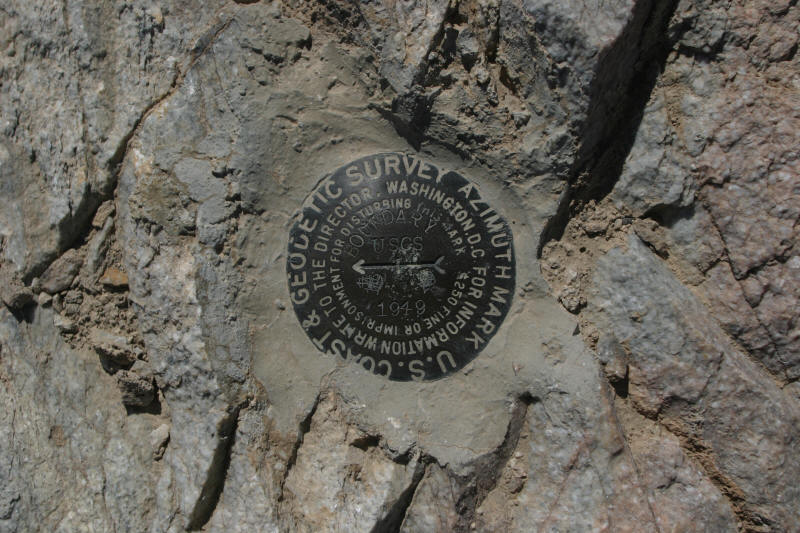 U.S. COAST & GEODETIC SURVEY AZIMUTH MARK
FOR INFORMATION WRITE TO THE DIRECTOR, WASHINGTON, D.C.
$250 FINE OR IMPRISONMENT FOR DISTURBING THIS MARK.
BOUNDARY
USGS
1949